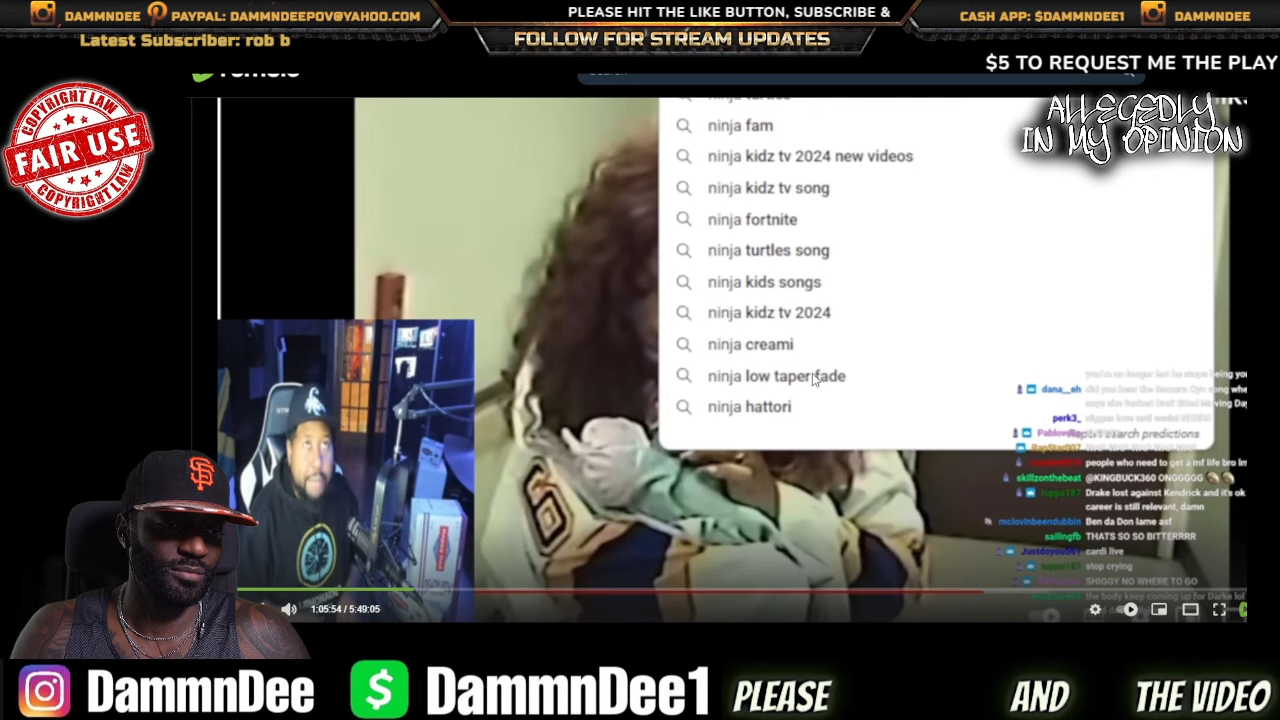 DAMMNDEE
PAYPAL: DAMMNDEEPOV@YAHOO.COM
PLEASE HIT THE LIKE BUTTON, SUBSCRIBE &
CASH APP: $DAMMNDEE1
DAMMNDEE
Latest Subscriber: rob b
FOLLOW FOR STREAM UPDATES
$5 TO REQUEST ME THE PLAY
COPYRIGHT LAW
FAIR USE
COPYRIGHT LAW
ALLEGEDLY
IN MY OPINION
ninja turtles
ninja fam
ninja kidz tv 2024 new videos
ninja kidz tv song
ninja fortnite
ninja turtles song
ninja kids songs
ninja kidz tv 2024
ninja creami
ninja low taper fade
ninja hattori
Report search predictions
dana__eh
perk3_
people who need to get a mf life bro
skillzonthebeat @KINGBUCK360 ONGGGGG
toppa187 Drake lost against Kendrick and it's ok
career is still relevant, damn
mclovinbeendubbin Ben da Don lame asf
sailingfb THATS SO SO BITTERRRR
cardi live
toppa187 stop crying
SHIGGY NO WHERE TO GO
the body keep coming up for Darke lol
SF
6
1:05:54 / 5:49:05
DammnDee
$
DammnDee1
PLEASE
AND
THE VIDEO